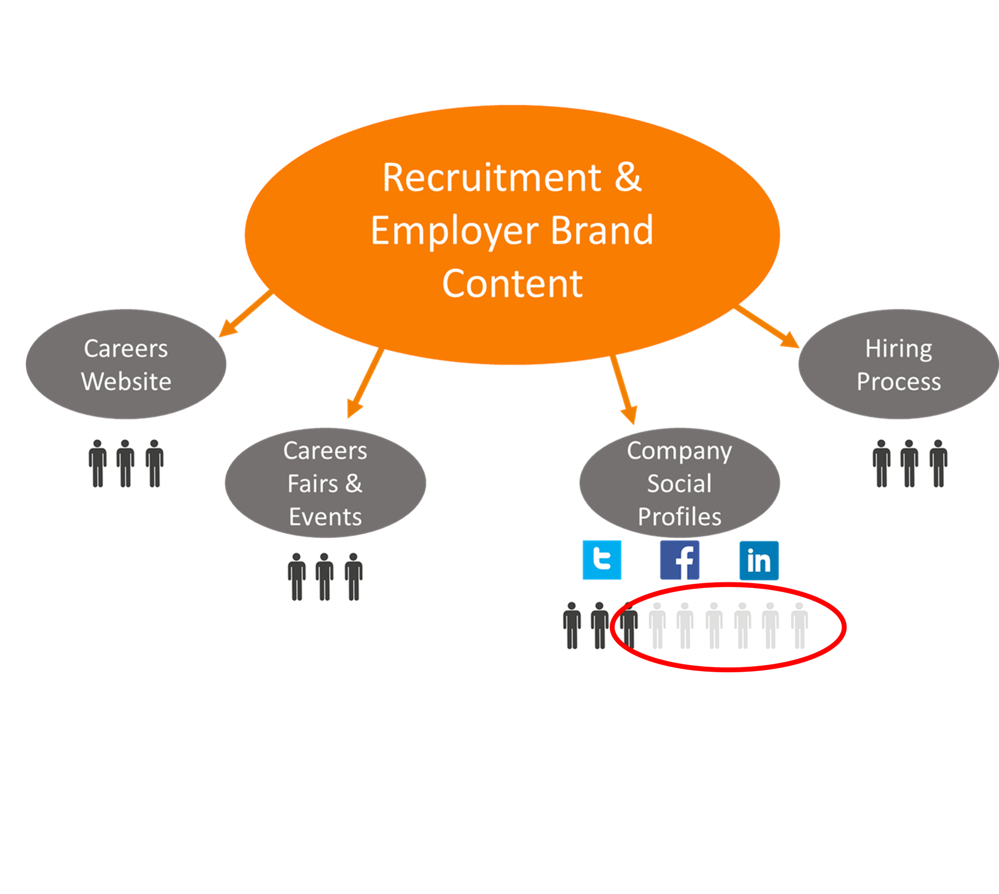 Recruitment &
Employer Brand
Content
Careers
Website
Hiring
Process
Careers
Fairs &
Events
Company
Social
Profiles
t
f
in